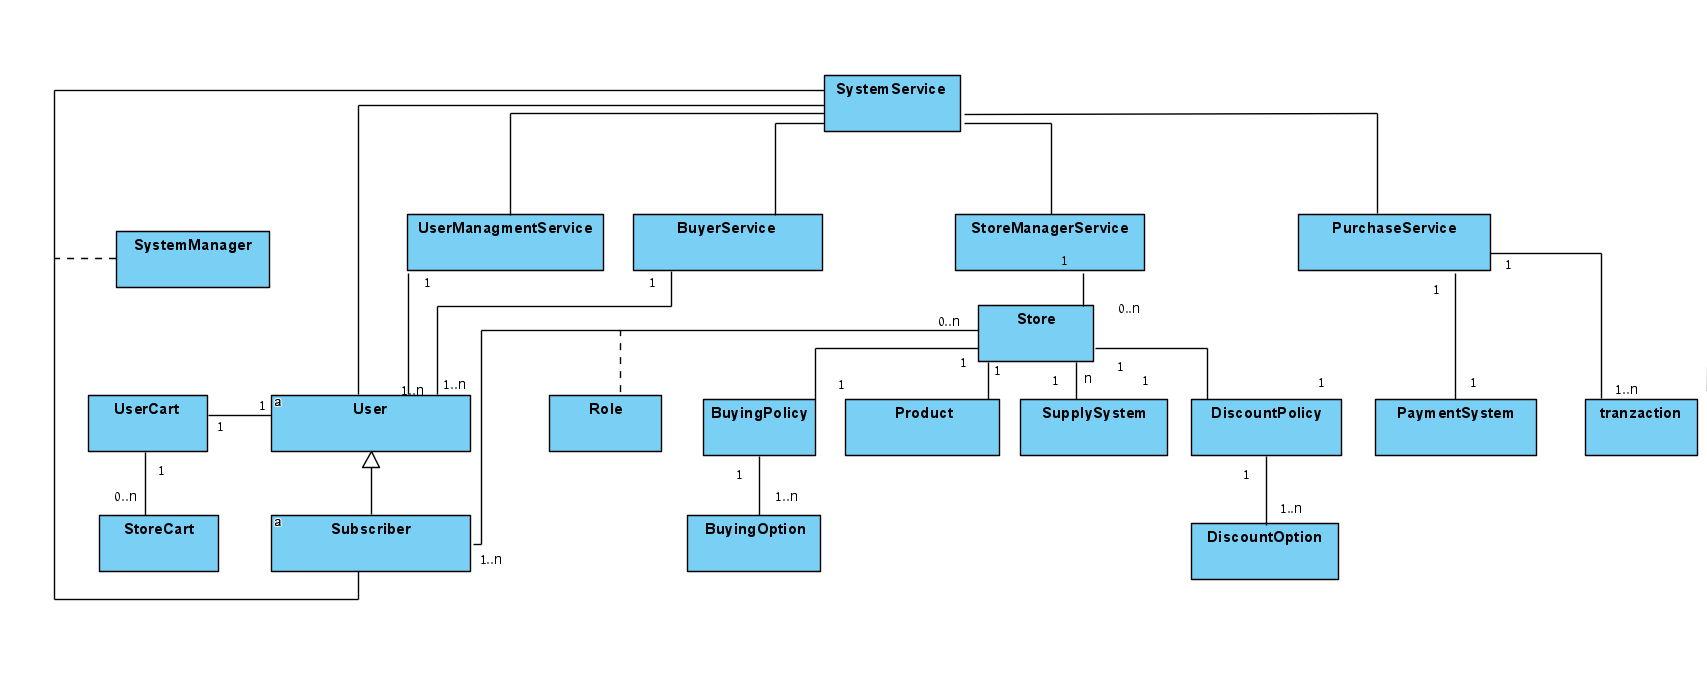 SystemService
SystemManager
UserManagmentService
BuyerService
StoreManagerService
PurchaseService
1
1
1
1
1
1
0..n
Store
0..n
1
1
1
1
n
1
1
1
1
1..n
1..n
1..n
UserCart
1
1
a
User
Role
BuyingPolicy
Product
SupplySystem
DiscountPolicy
PaymentSystem
tranzaction
1
0..n
1
1..n
1
1..n
StoreCart
a
Subscriber
1..n
BuyingOption
DiscountOption